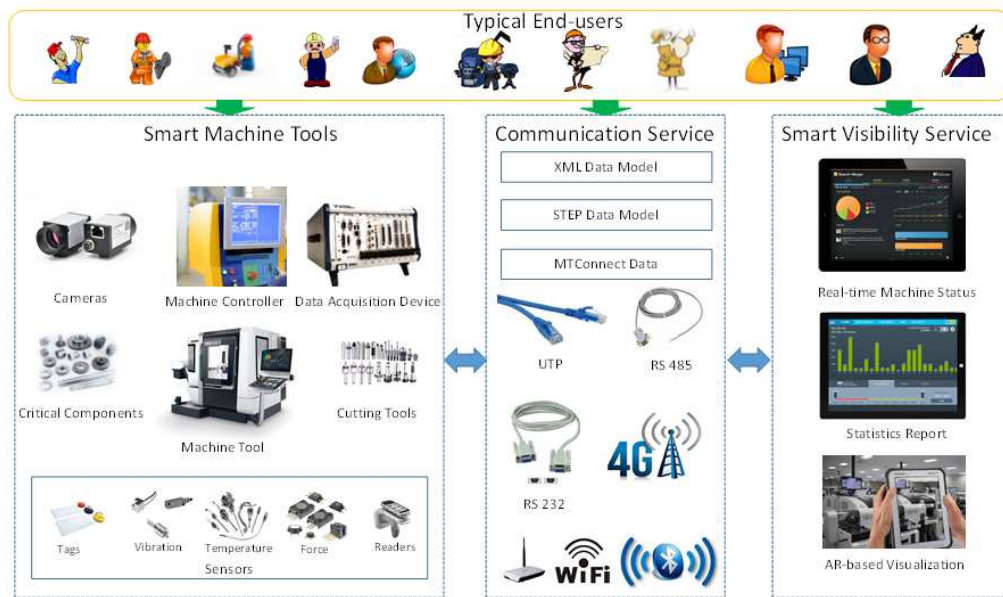 Typical End-users
Smart Machine Tools
Cameras
Machine Controller
Data Acquisition Device
Critical Components
Machine Tool
Cutting Tools
Tags
Vibration
Temperature
Force
Readers
Sensors
Communication Service
XML Data Model
STEP Data Model
MTConnect Data
UTP
RS 485
RS 232
4G
WiFi
Smart Visibility Service
Real-time Machine Status
Statistics Report
AR-based Visualization